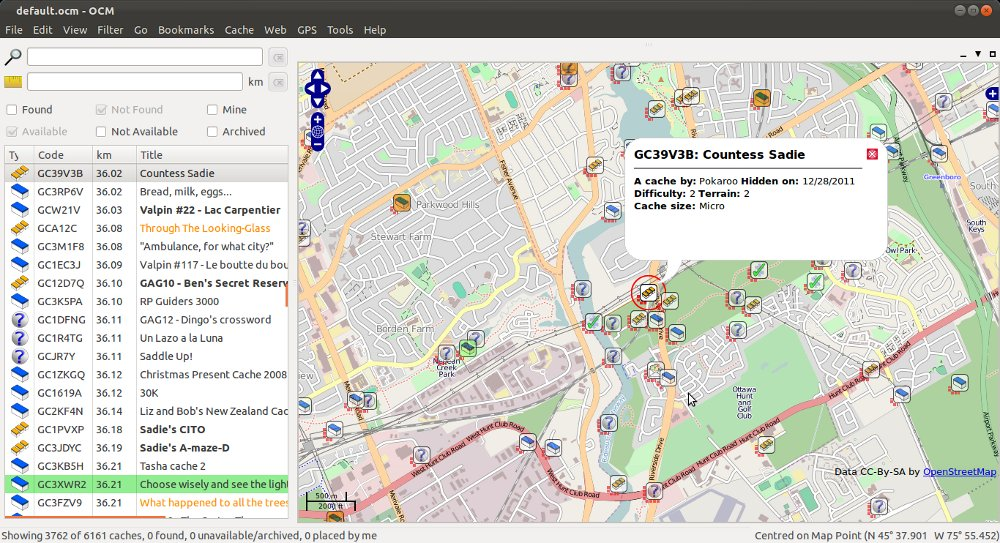 default.ocm - OCM
File Edit View Filter Go Bookmarks Cache Web GPS Tools Help
km
Found Not Found Mine
Available Not Available Archived
Ty Code km Title
GC39V3B 36.02 Countess Sadie
GC3RP6V 36.02 Bread, milk, eggs...
GCW21V 36.03 Valpin #22 - Lac Carpentier
GCA12C 36.08 Through The Looking-Glass
GC3M1F8 36.08 "Ambulance, for what city?"
GC1EC3J 36.09 Valpin #117 - Le boutte du bou
GC12D7Q 36.10 GAG10 - Ben's Secret Reserv
GC3K5PA 36.10 RP Guiders 3000
GC1DFNG 36.11 GAG12 - Dingo's crossword
GC1R4TG 36.11 Un Lazo a la Luna
GCJR7Y 36.11 Saddle Up!
GC1ZKGQ 36.12 Christmas Present Cache 2008
GC1619A 36.12 30K
GC2KF4N 36.14 Liz and Bob's New Zealand Cac
GC1PVXP 36.18 Sadie's CITO
GC3JDYC 36.19 Sadie's A-maze-D
GC3KB5H 36.21 Tasha cache 2
GC3XWR2 36.21 Choose wisely and see the light
GC3FZV9 36.21 What happened to all the trees
GC39V3B: Countess Sadie
A cache by: Pokaroo Hidden on: 12/28/2011
Difficulty: 2 Terrain: 2
Cache size: Micro
Parkwood Hills
Stewart Farm
Borden Farm
Fisher Avenue
Nepean
Creek
Park
Greenboro
South
Keys
Owl Park
Airport Parkway
Ottawa
Hunt
and
Golf
Club
Hunt Club Road
West Hunt Club Road
West Hunt Club Road
Hunt Club Road
Riverside Drive
Merivale Road
500 m
2000 ft
Data CC-By-SA by OpenStreetMap
Showing 3762 of 6161 caches, 0 found, 0 unavailable/archived, 0 placed by me
Centred on Map Point (N 45° 37.901 W 75° 55.452)